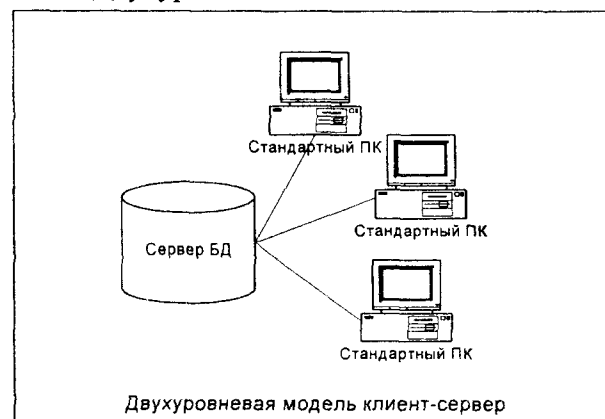 Стандартный ПК
Стандартный ПК
Сервер БД
Стандартный ПК
Двухуровневая модель клиент-сервер